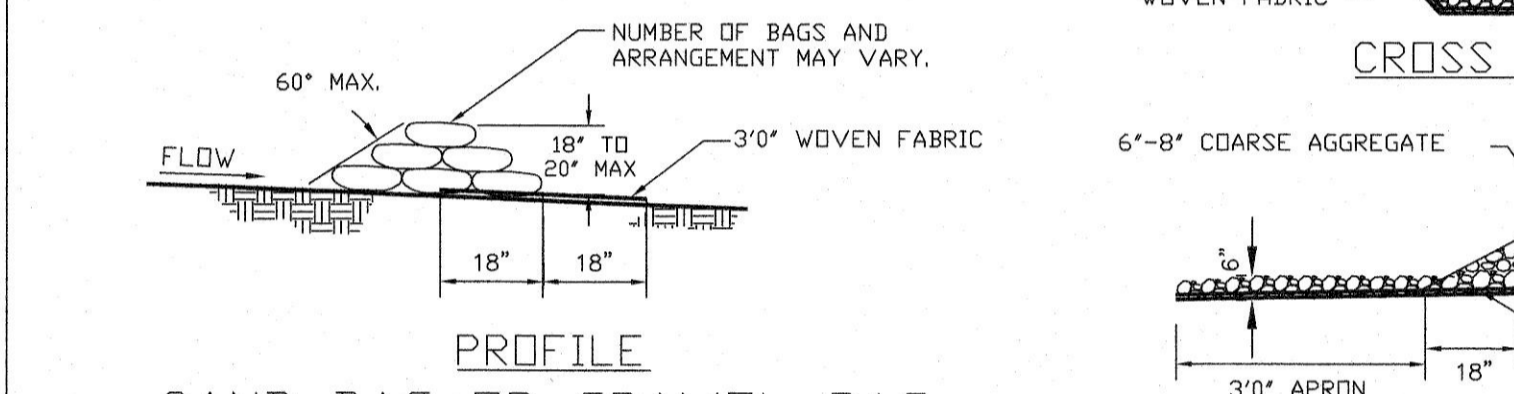 NUMBER OF BAGS AND
ARRANGEMENT MAY VARY.
60° MAX.
FLOW
18" TO
20" MAX
3'0" WOVEN FABRIC
18" 18"
PROFILE
WOVEN FABRIC
CROSS
6"-8" COARSE AGGREGATE
6"
18"
3'0" APRON